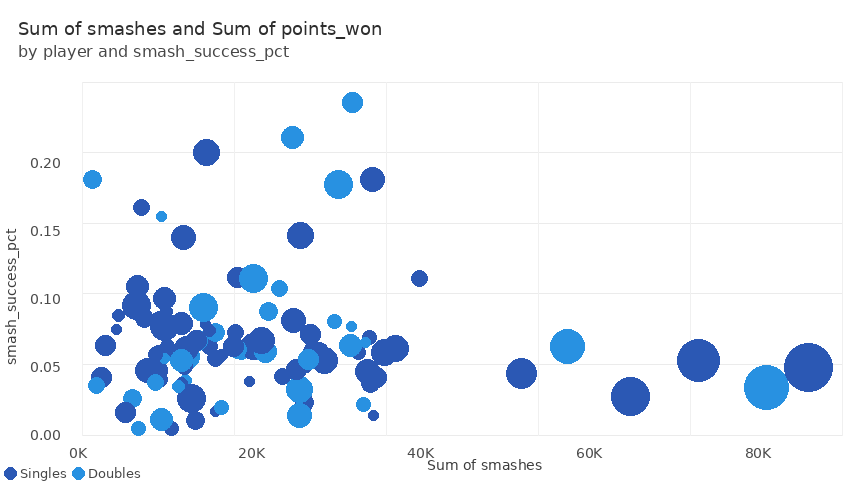 Sum of smashes and Sum of points_won
by player and smash_success_pct
smash_success_pct
0.20
0.15
0.10
0.05
0.00
0K
20K
40K
60K
80K
Sum of smashes
Singles
Doubles